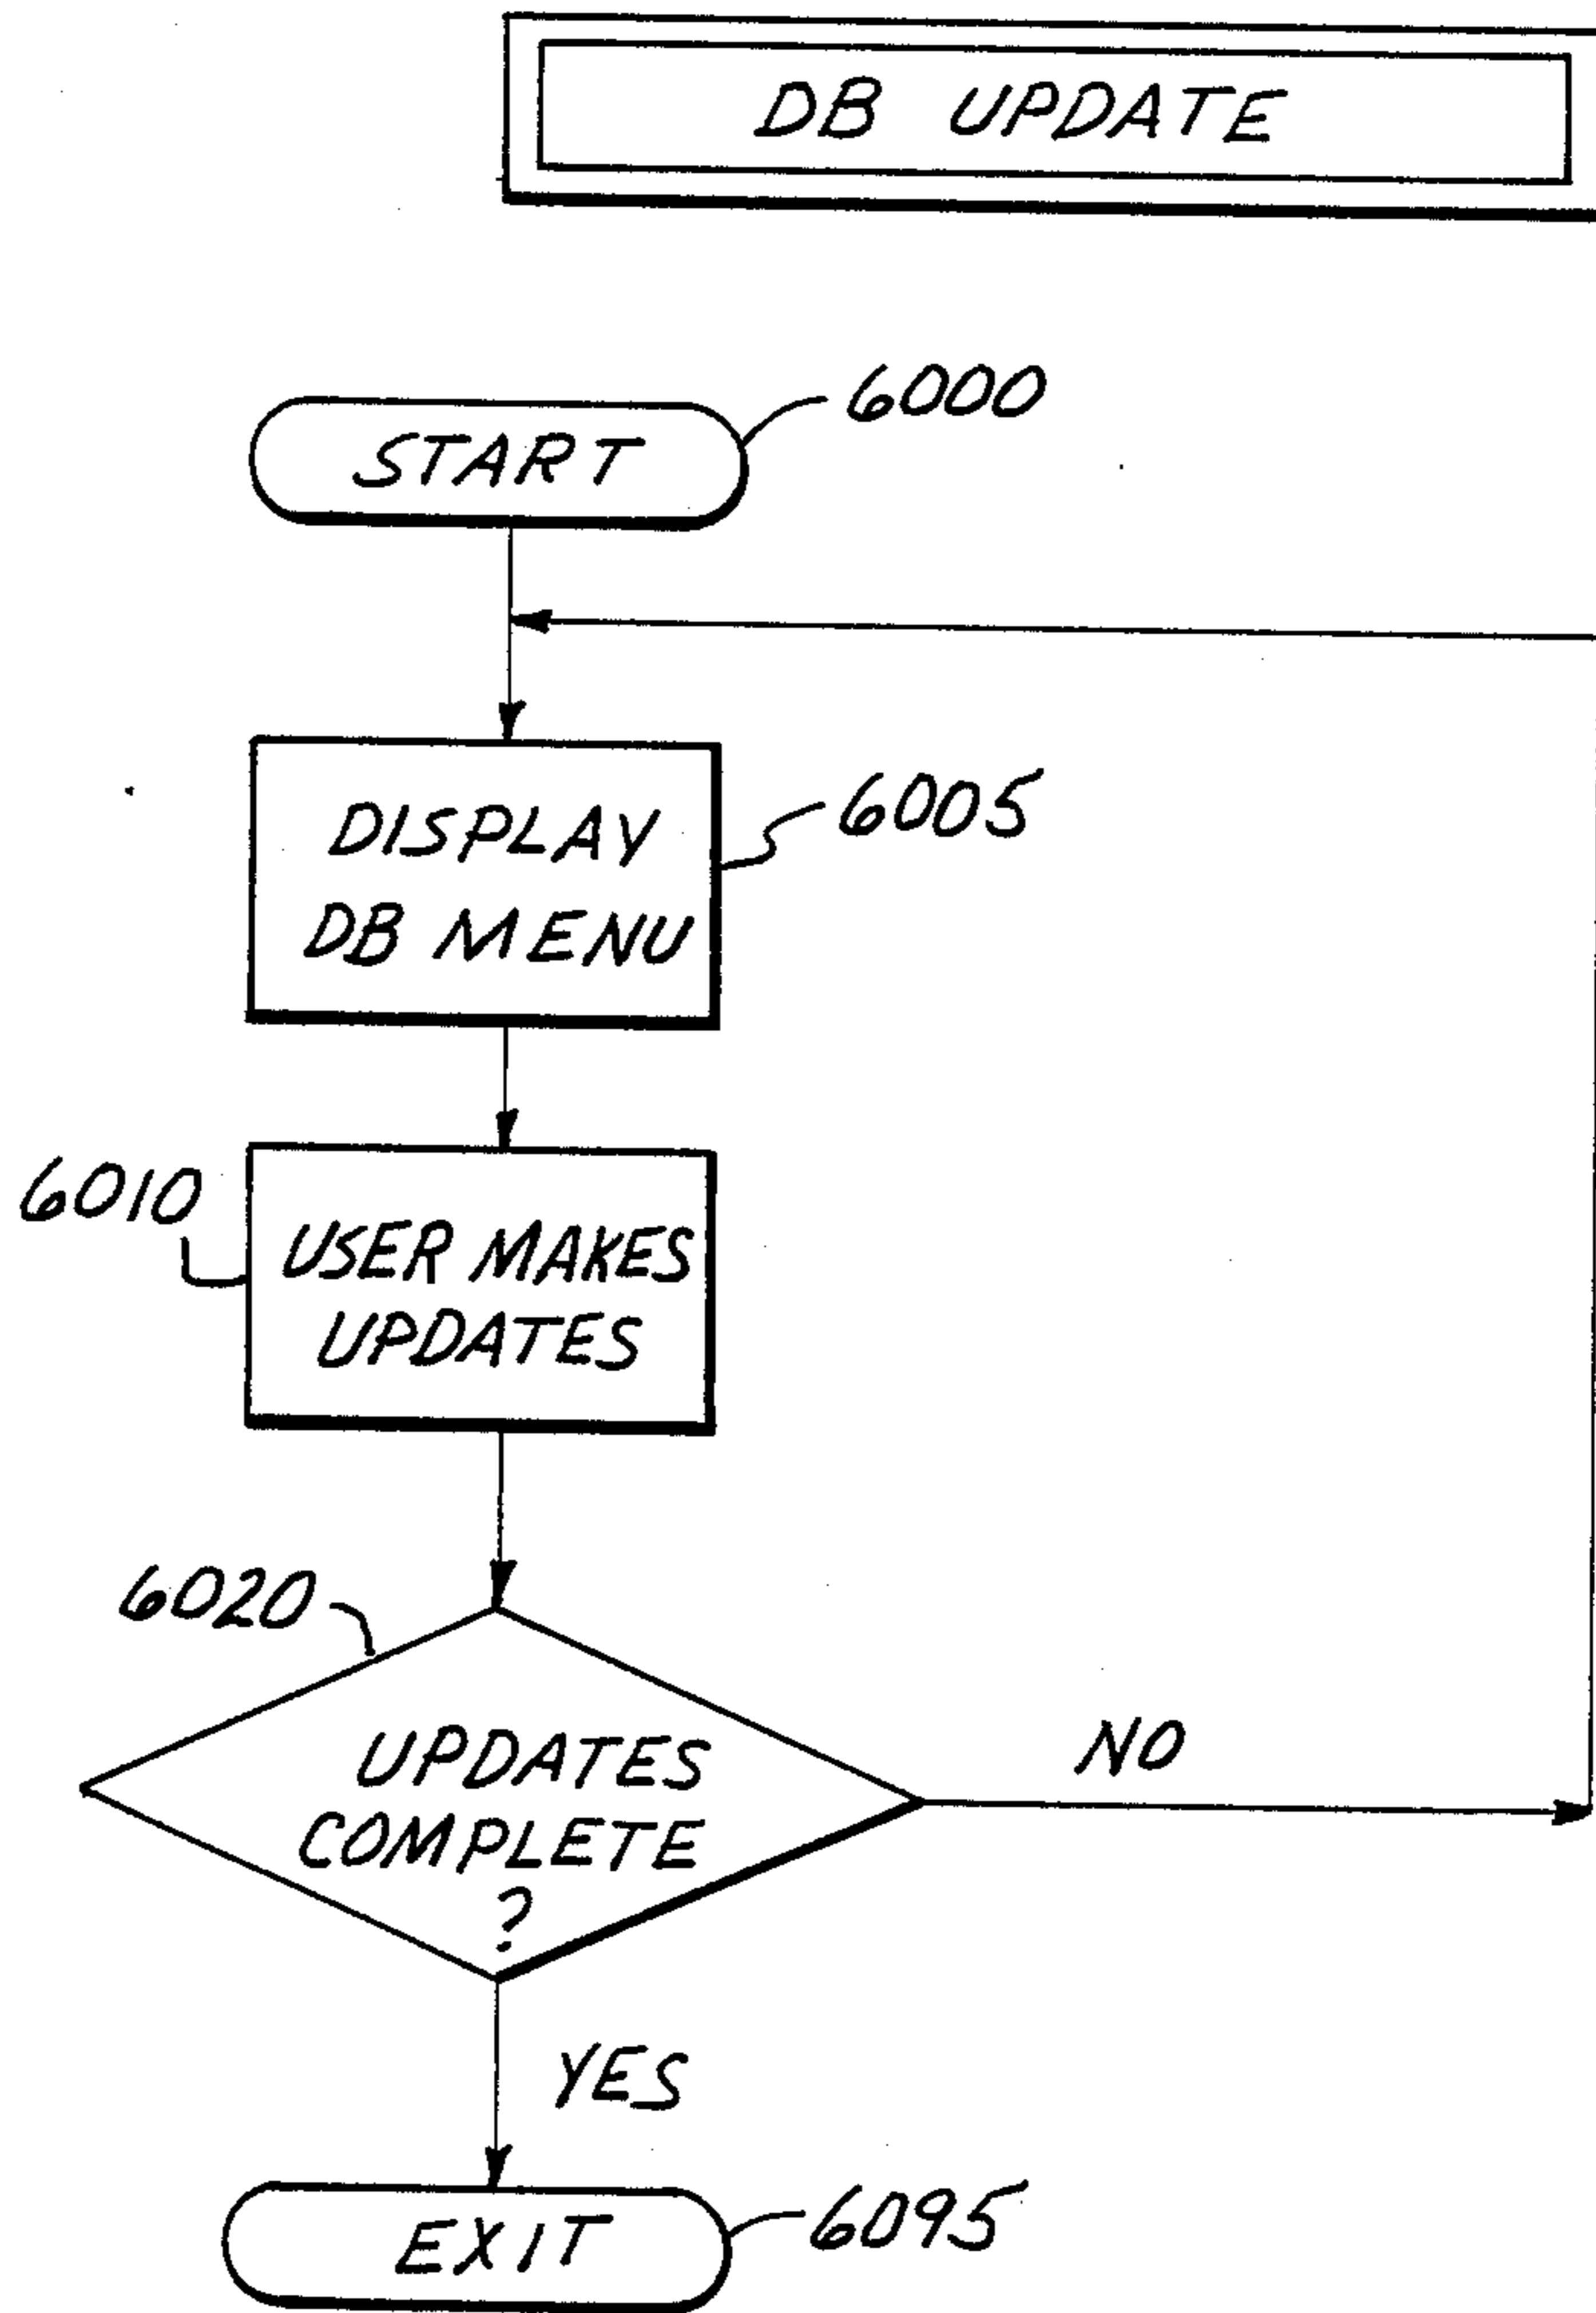 DB UPDATE
6000
START
6005
DISPLAY
DB MENU
6010
USER MAKES
UPDATES
6020
UPDATES
COMPLETE
?
NO
YES
EXIT
6095